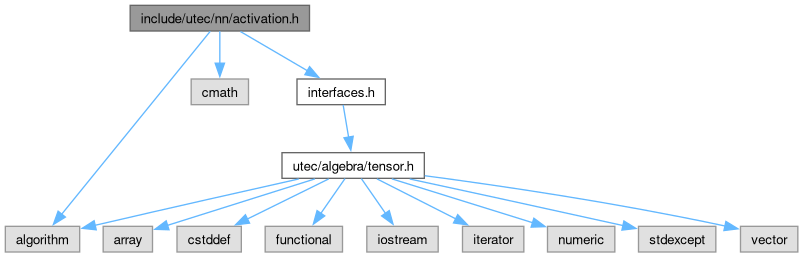 include/utec/nn/activation.h
cmath
interfaces.h
utec/algebra/tensor.h
algorithm
array
cstddef
functional
iostream
iterator
numeric
stdexcept
vector